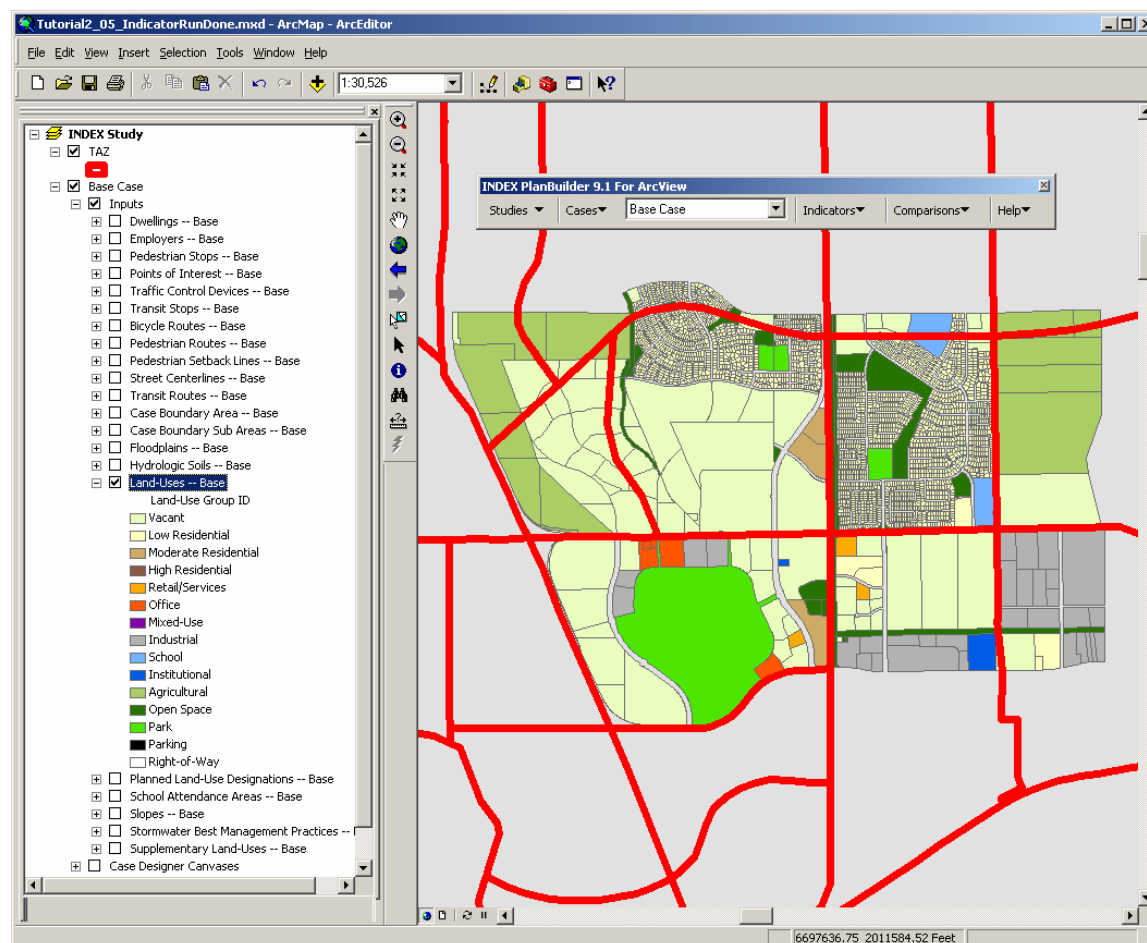 Tutorial2_05_IndicatorRunDone.mxd - ArcMap - ArcEditor
File Edit View Insert Selection Tools Window Help
1:30,526
INDEX Study
TAZ
Base Case
Inputs
Dwellings -- Base
Employers -- Base
Pedestrian Stops -- Base
Points of Interest -- Base
Traffic Control Devices -- Base
Transit Stops -- Base
Bicycle Routes -- Base
Pedestrian Routes -- Base
Pedestrian Setback Lines -- Base
Street Centerlines -- Base
Transit Routes -- Base
Case Boundary Area -- Base
Case Boundary Sub Areas -- Base
Floodplains -- Base
Hydrologic Soils -- Base
Land-Uses -- Base
Land-Use Group ID
Vacant
Low Residential
Moderate Residential
High Residential
Retail/Services
Office
Mixed-Use
Industrial
School
Institutional
Agricultural
Open Space
Park
Parking
Right-of-Way
Planned Land-Use Designations -- Base
School Attendance Areas -- Base
Slopes -- Base
Stormwater Best Management Practices --
Supplementary Land-Uses -- Base
Case Designer Canvases
INDEX PlanBuilder 9.1 For ArcView
Studies Cases Base Case Indicators Comparisons Help
6697636.75 2011584.52 Feet